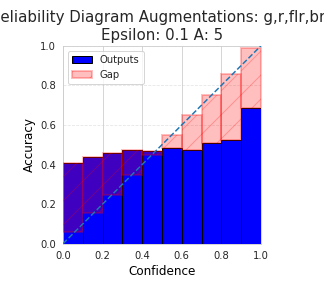 eliability Diagram Augmentations: g,r,flr,br
Epsilon: 0.1 A: 5
Outputs
Gap
Accuracy
1.0
0.8
0.6
0.4
0.2
0.0
0.0 0.2 0.4 0.6 0.8 1.0
Confidence